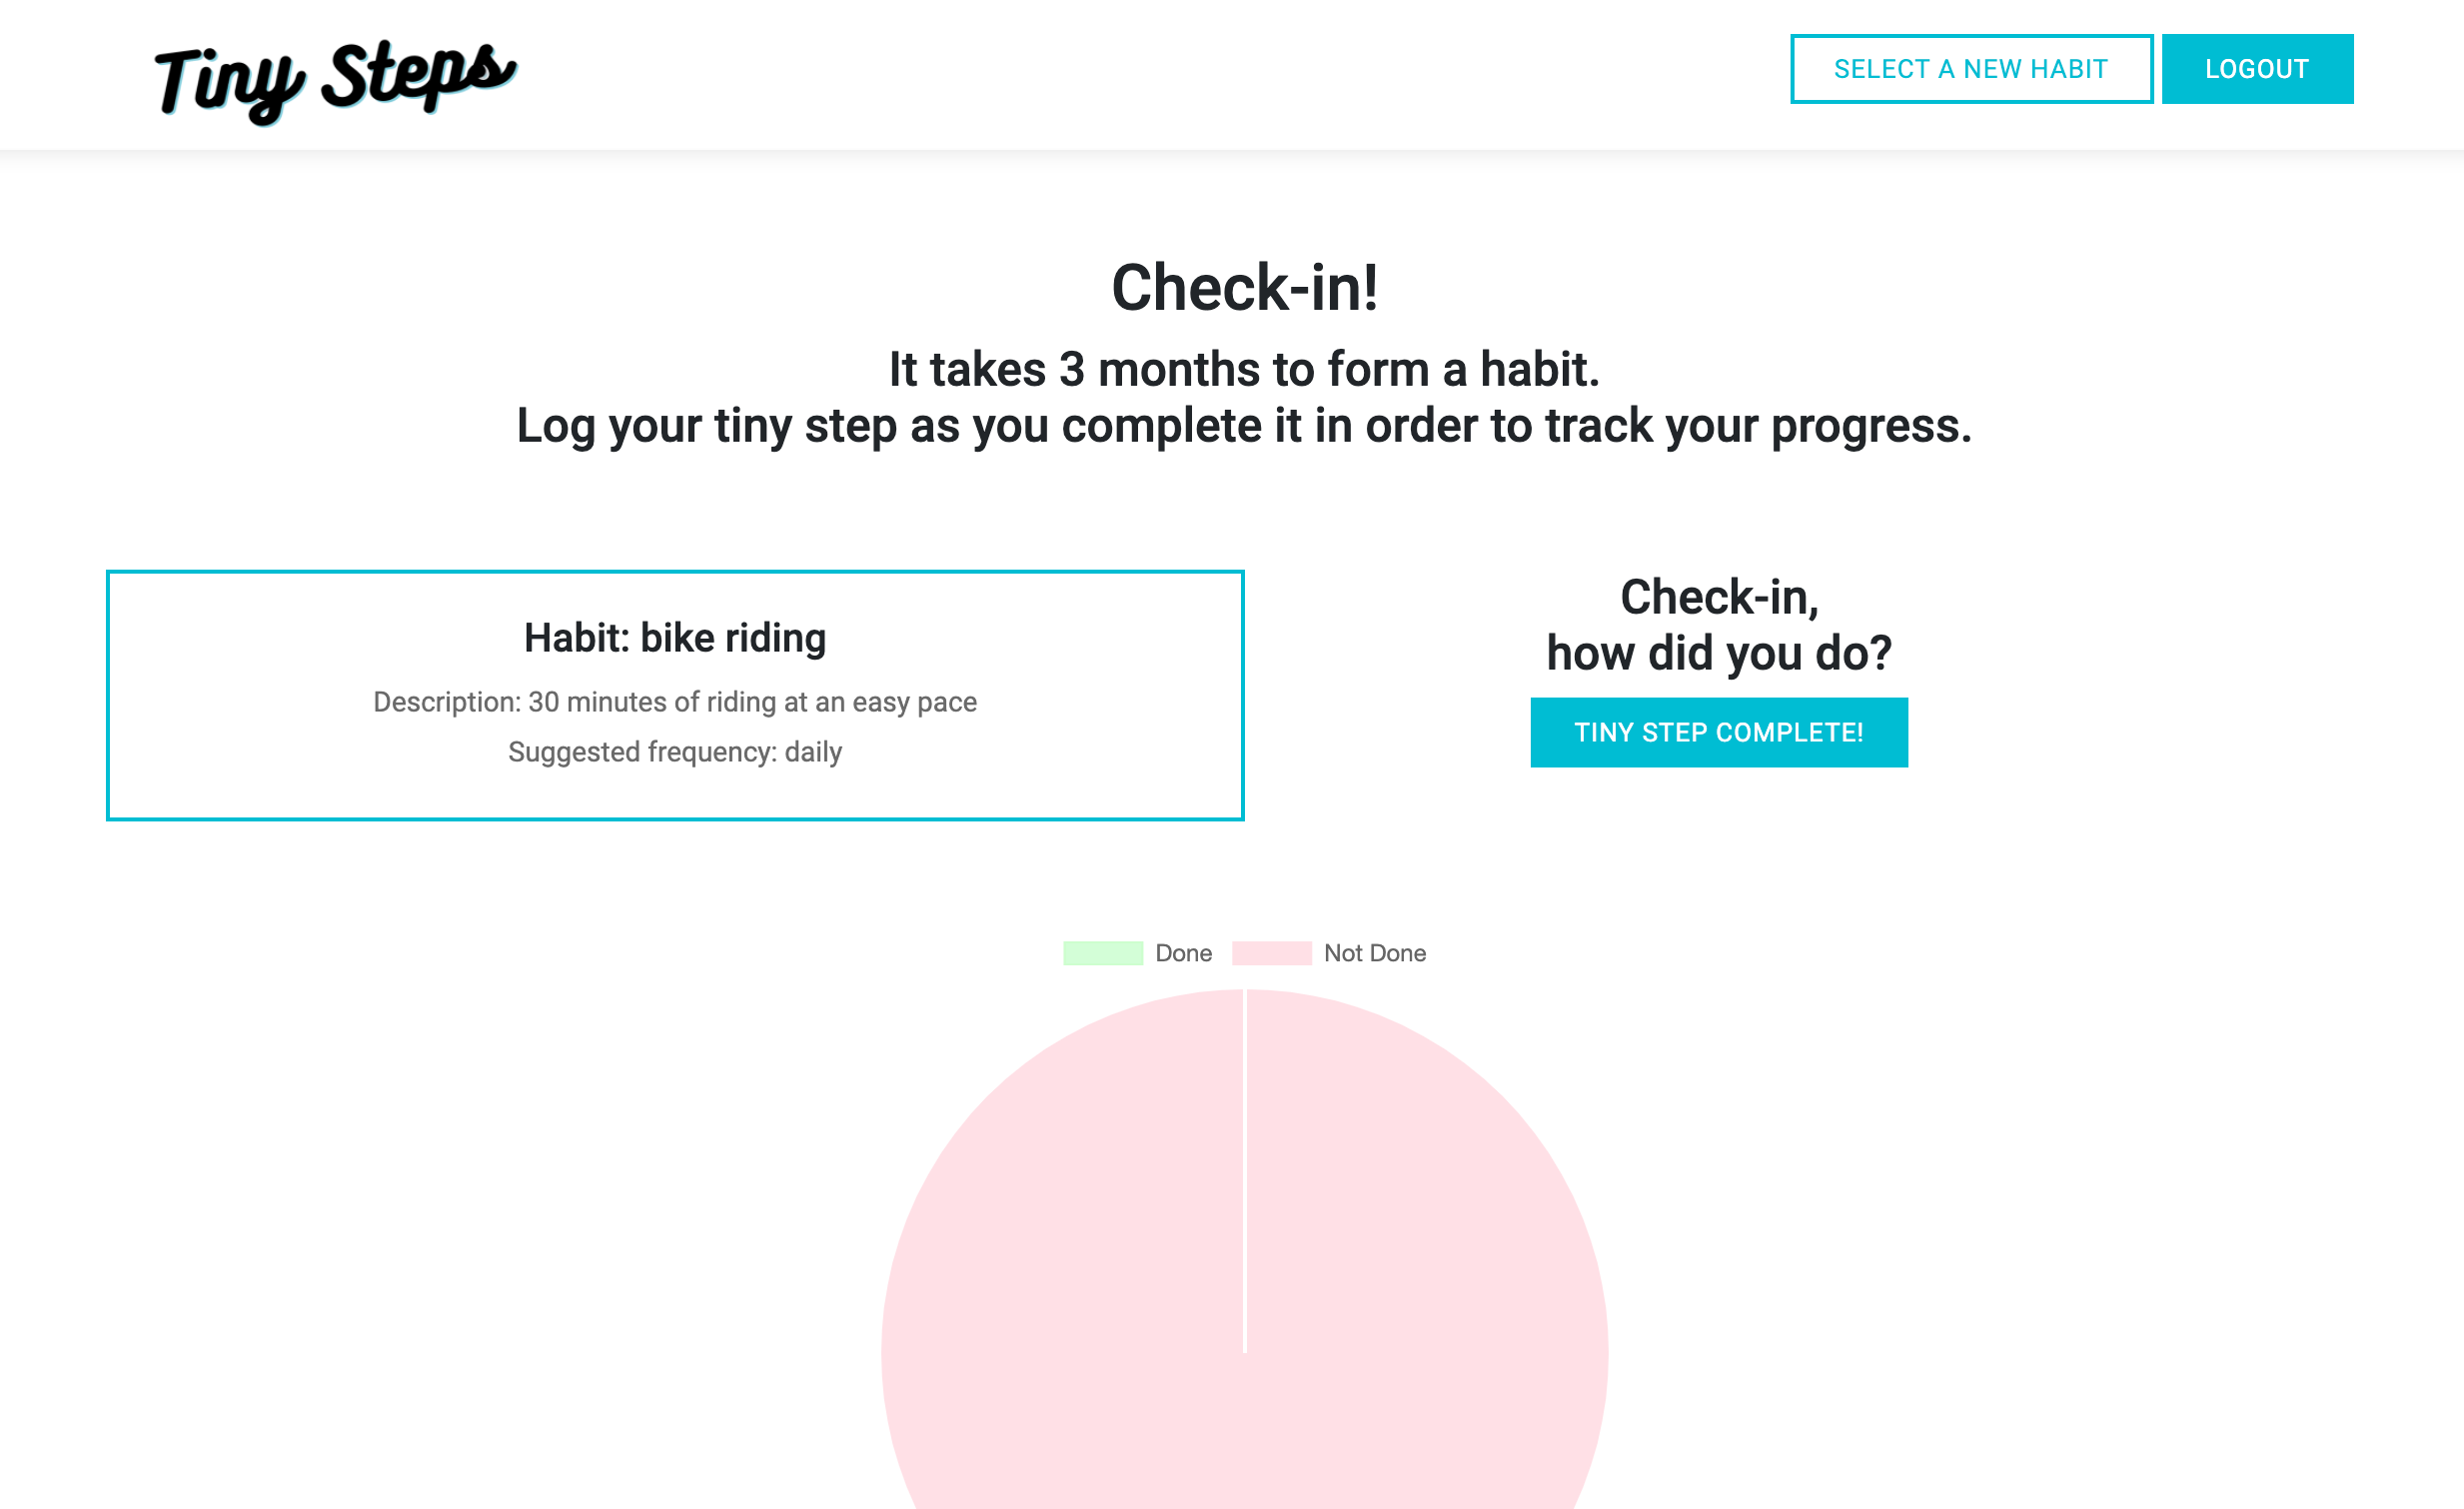 Tiny Steps
SELECT A NEW HABIT
LOGOUT
Check-in!
It takes 3 months to form a habit.
Log your tiny step as you complete it in order to track your progress.
Habit: bike riding
Description: 30 minutes of riding at an easy pace
Suggested frequency: daily
Check-in,
how did you do?
TINY STEP COMPLETE!
Done
Not Done